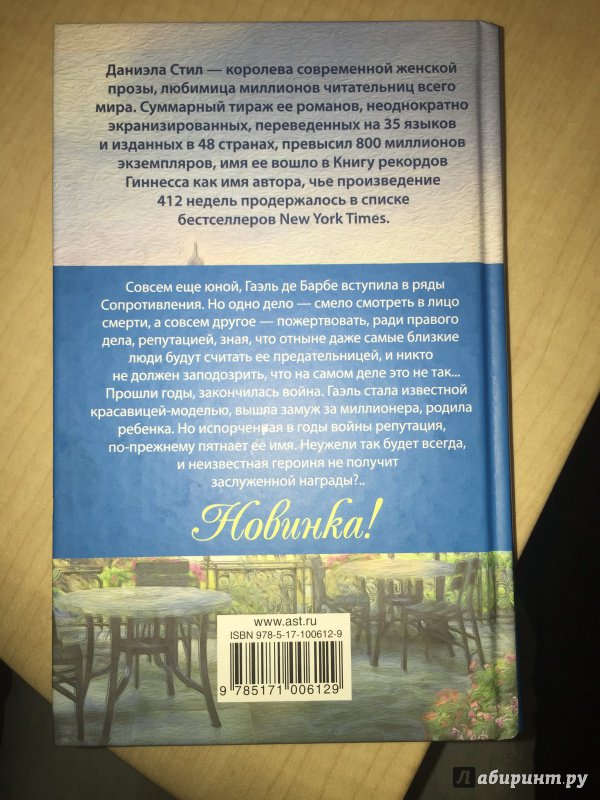 Даниэла Стил — королева современной женской
прозы, любимица миллионов читательниц всего
мира. Суммарный тираж ее романов, неоднократно
экранизированных, переведенных на 35 языков
и изданных в 48 странах, превысил 800 миллионов
экземпляров, имя ее вошло в Книгу рекордов
Гиннесса как имя автора, чье произведение
412 недель продержалось в списке
бестселлеров New York Times.
Совсем еще юной, Гаэль де Барбе вступила в ряды
Сопротивления. Но одно дело — смело смотреть в лицо
смерти, а совсем другое — пожертвовать, ради правого
дела, репутацией, зная, что отныне даже самые близкие
люди будут считать ее предательницей, и никто
не должен заподозрить, что на самом деле это не так...
Прошли годы, закончилась война. Гаэль стала известной
красавицей-моделью, вышла замуж за миллионера, родила
ребенка. Но испорченная в годы войны репутация,
по-прежнему пятнает её имя. Неужели так будет всегда,
и неизвестная героиня не получит
заслуженной награды?..
Новинка!
www.ast.ru
ISBN 978-5-17-100612-9
9 785171 006129
Лабиринт.ру